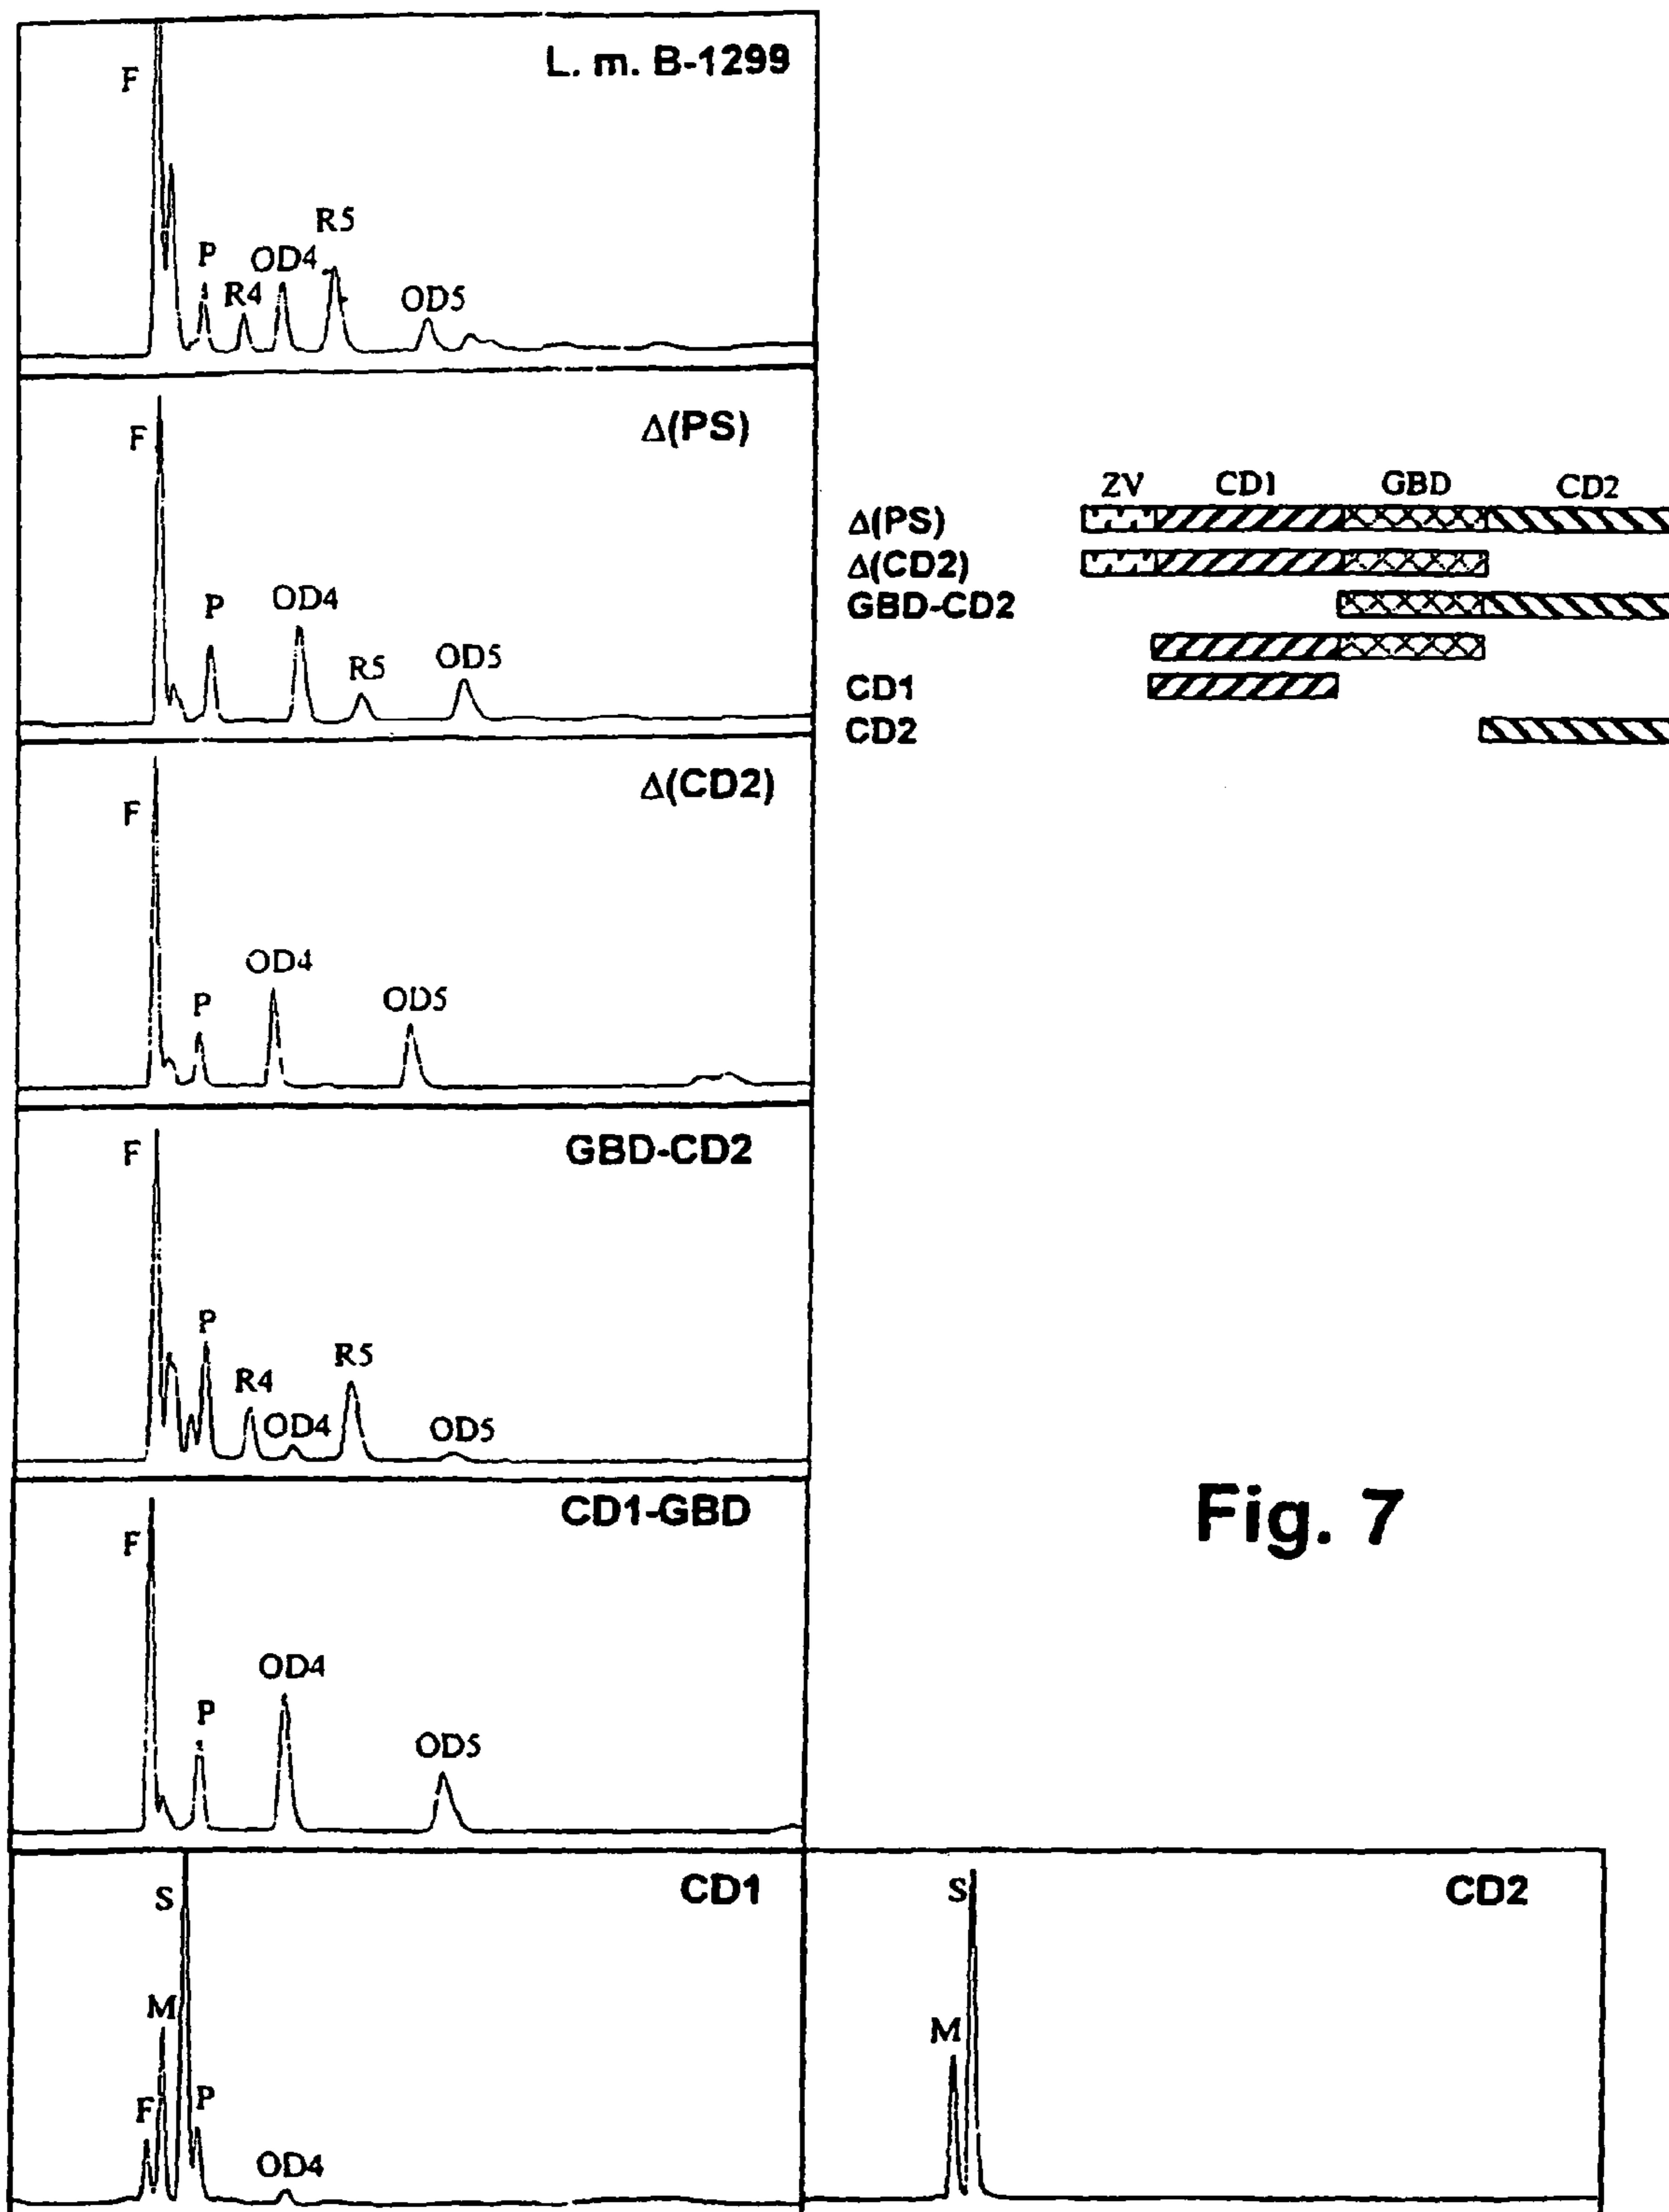 L. m. B-1299
F
P
R4
OD4
R5
OD5
Δ(PS)
F
P
OD4
R5
OD5
Δ(CD2)
F
P
OD4
OD5
GBD-CD2
F
P
R4
OD4
R5
OD5
CD1-GBD
F
P
OD4
OD5
CD1
S
M
F
P
OD4
CD2
S
M
ZV CD1 GBD CD2
Δ(PS)
Δ(CD2)
GBD-CD2
CD1
CD2
Fig. 7